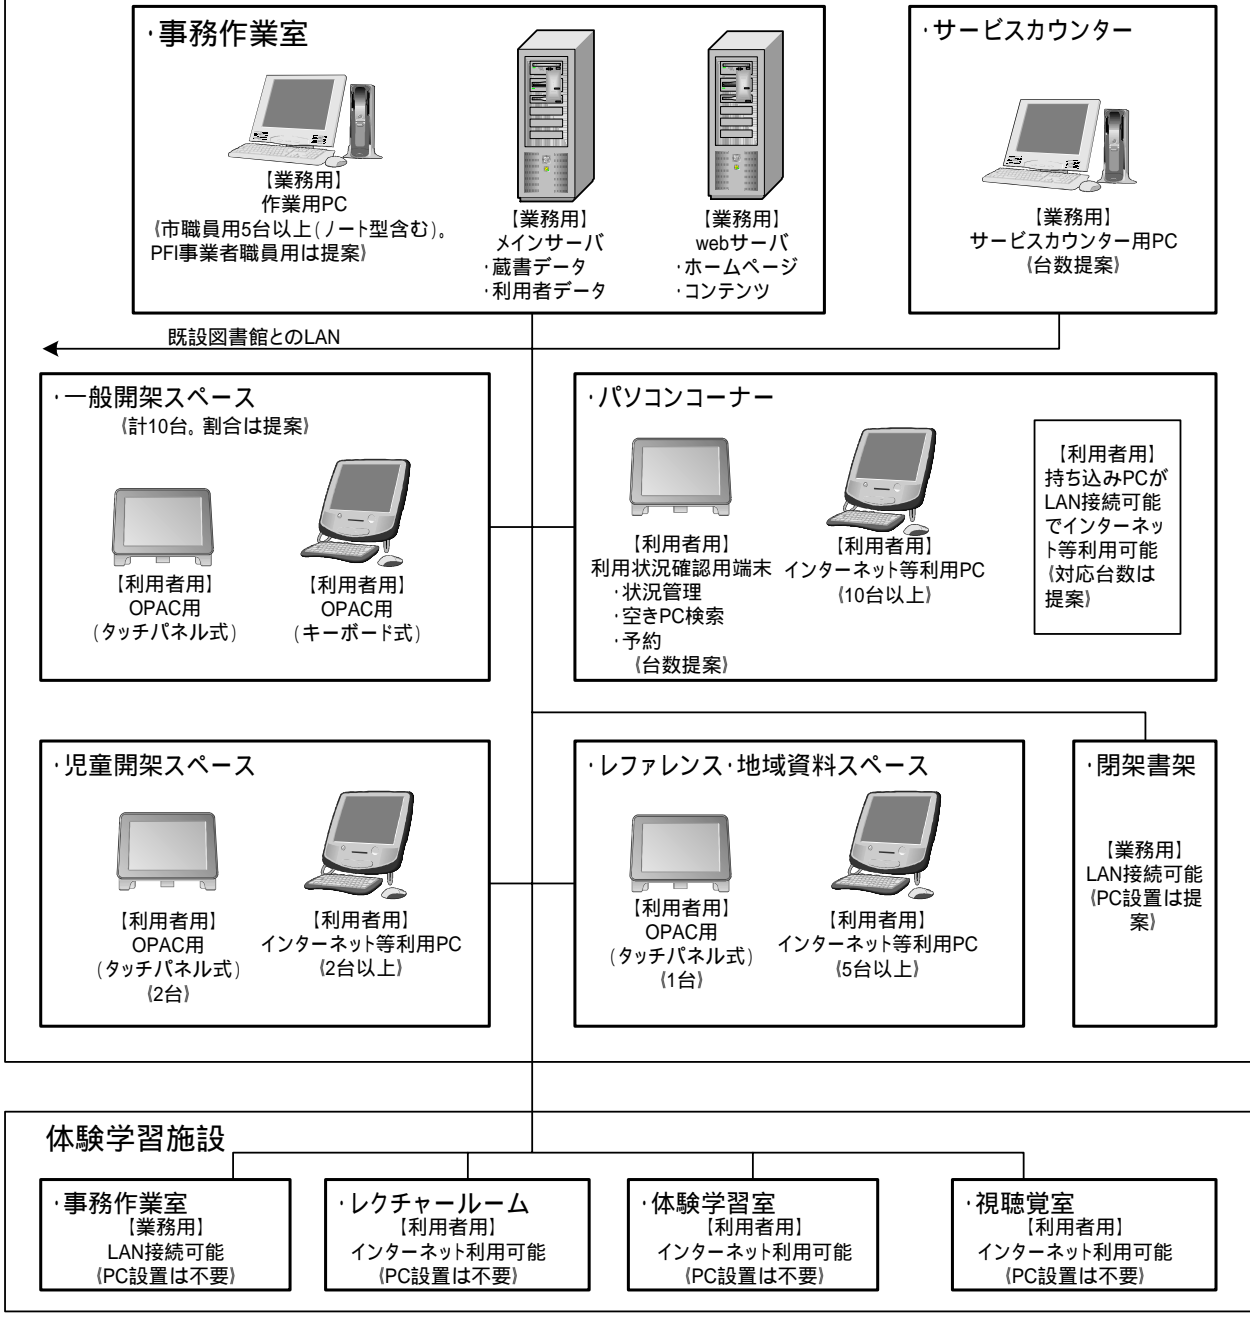 ・事務作業室
【業務用】
作業用PC
(市職員用5台以上(ノート型含む)。
PFI事業者職員用は提案)
【業務用】
メインサーバ
・蔵書データ
・利用者データ
【業務用】
webサーバ
・ホームページ
・コンテンツ
・サービスカウンター
【業務用】
サービスカウンター用PC
(台数提案)
既設図書館とのLAN
・一般開架スペース
(計10台。割合は提案)
【利用者用】
OPAC用
(タッチパネル式)
【利用者用】
OPAC用
(キーボード式)
・パソコンコーナー
【利用者用】
利用状況確認用端末
・状況管理
・空きPC検索
・予約
(台数提案)
【利用者用】
インターネット等利用PC
(10台以上)
【利用者用】
持ち込みPCが
LAN接続可能
でインターネッ
ト等利用可能
(対応台数は
提案)
・児童開架スペース
【利用者用】
OPAC用
(タッチパネル式)
(2台)
【利用者用】
インターネット等利用PC
(2台以上)
・レファレンス・地域資料スペース
【利用者用】
OPAC用
(タッチパネル式)
(1台)
【利用者用】
インターネット等利用PC
(5台以上)
・閉架書架
【業務用】
LAN接続可能
(PC設置は提
案)
体験学習施設
・事務作業室
【業務用】
LAN接続可能
(PC設置は不要)
・レクチャールーム
【利用者用】
インターネット利用可能
(PC設置は不要)
・体験学習室
【利用者用】
インターネット利用可能
(PC設置は不要)
・視聴覚室
【利用者用】
インターネット利用可能
(PC設置は不要)